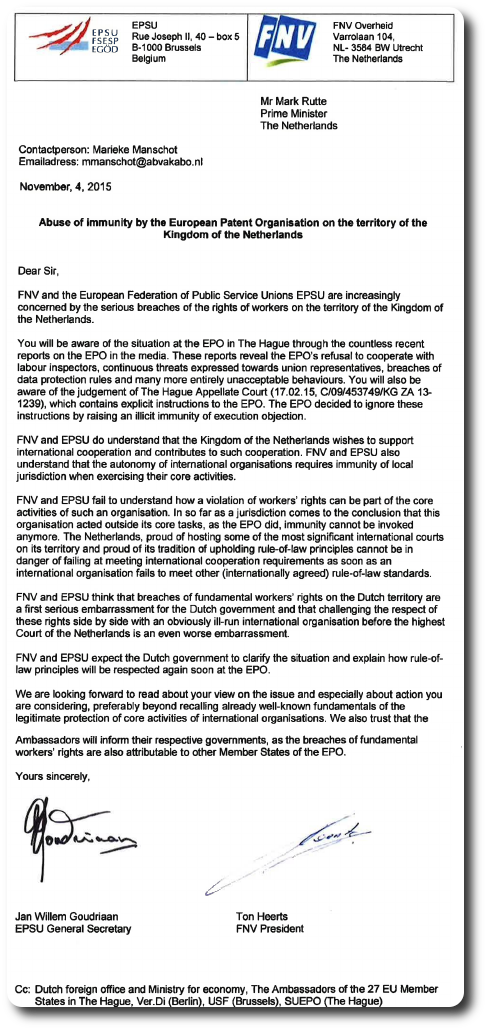 EPSU
FSESP
EGÖD
EPSU
Rue Joseph II, 40 – box 5
B-1000 Brussels
Belgium
FNV
FNV Overheid
Varrolaan 104,
NL- 3584 BW Utrecht
The Netherlands
Mr Mark Rutte
Prime Minister
The Netherlands
Contactperson: Marieke Manschot
Emailadress: mmanschot@abvakabo.nl
November, 4, 2015
Abuse of immunity by the European Patent Organisation on the territory of the
Kingdom of the Netherlands
Dear Sir,
FNV and the European Federation of Public Service Unions EPSU are increasingly
concerned by the serious breaches of the rights of workers on the territory of the Kingdom of
the Netherlands.
You will be aware of the situation at the EPO in The Hague through the countless recent
reports on the EPO in the media. These reports reveal the EPO's refusal to cooperate with
labour inspectors, continuous threats expressed towards union representatives, breaches of
data protection rules and many more entirely unacceptable behaviours. You will also be
aware of the judgement of The Hague Appellate Court (17.02.15, C/09/453749/KG ZA 13-
1239), which contains explicit instructions to the EPO. The EPO decided to ignore these
instructions by raising an illicit immunity of execution objection.
FNV and EPSU do understand that the Kingdom of the Netherlands wishes to support
international cooperation and contributes to such cooperation. FNV and EPSU also
understand that the autonomy of international organisations requires immunity of local
jurisdiction when exercising their core activities.
FNV and EPSU fail to understand how a violation of workers' rights can be part of the core
activities of such an organisation. In so far as a jurisdiction comes to the conclusion that this
organisation acted outside its core tasks, as the EPO did, immunity cannot be invoked
anymore. The Netherlands, proud of hosting some of the most significant international courts
on its territory and proud of its tradition of upholding rule-of-law principles cannot be in
danger of failing at meeting international cooperation requirements as soon as an
international organisation fails to meet other (internationally agreed) rule-of-law standards.
FNV and EPSU think that breaches of fundamental workers' rights on the Dutch territory are
a first serious embarrassment for the Dutch government and that challenging the respect of
these rights side by side with an obviously ill-run international organisation before the highest
Court of the Netherlands is an even worse embarrassment.
FNV and EPSU expect the Dutch government to clarify the situation and explain how rule-of-
law principles will be respected again soon at the EPO.
We are looking forward to read about your view on the issue and especially about action you
are considering, preferably beyond recalling already well-known fundamentals of the
legitimate protection of core activities of international organisations. We also trust that the
Ambassadors will inform their respective governments, as the breaches of fundamental
workers' rights are also attributable to other Member States of the EPO.
Yours sincerely,
Jan Willem Goudriaan
EPSU General Secretary
Ton Heerts
FNV President
Cc: Dutch foreign office and Ministry for economy, The Ambassadors of the 27 EU Member
States in The Hague, Ver.Di (Berlin), USF (Brussels), SUEPO (The Hague)